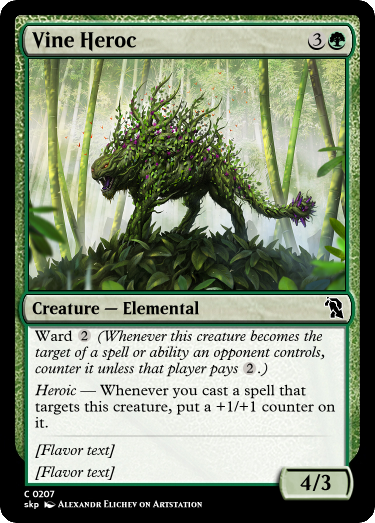 Vine Heroc 3
Creature — Elemental
Ward 2 (Whenever this creature becomes the
target of a spell or ability an opponent controls,
counter it unless that player pays 2.)
Heroic — Whenever you cast a spell that
targets this creature, put a +1/+1 counter on
it.
[Flavor text]
[Flavor text]
4/3
C 0207
skp Alexandr Elichev on Artstation